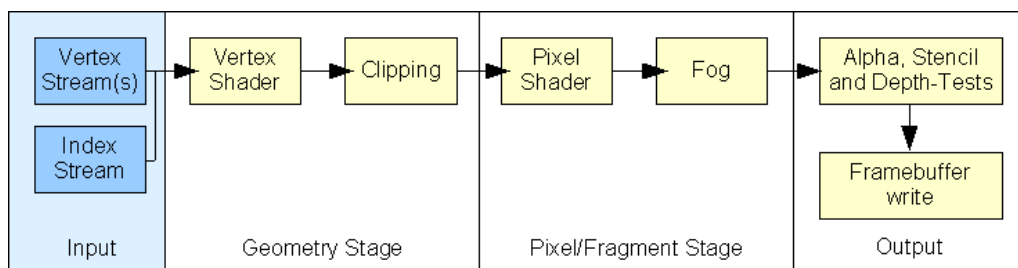 Vertex
Stream(s)
Index
Stream
Input
Vertex
Shader
Clipping
Geometry Stage
Pixel
Shader
Fog
Pixel/Fragment Stage
Alpha, Stencil
and Depth-Tests
Framebuffer
write
Output